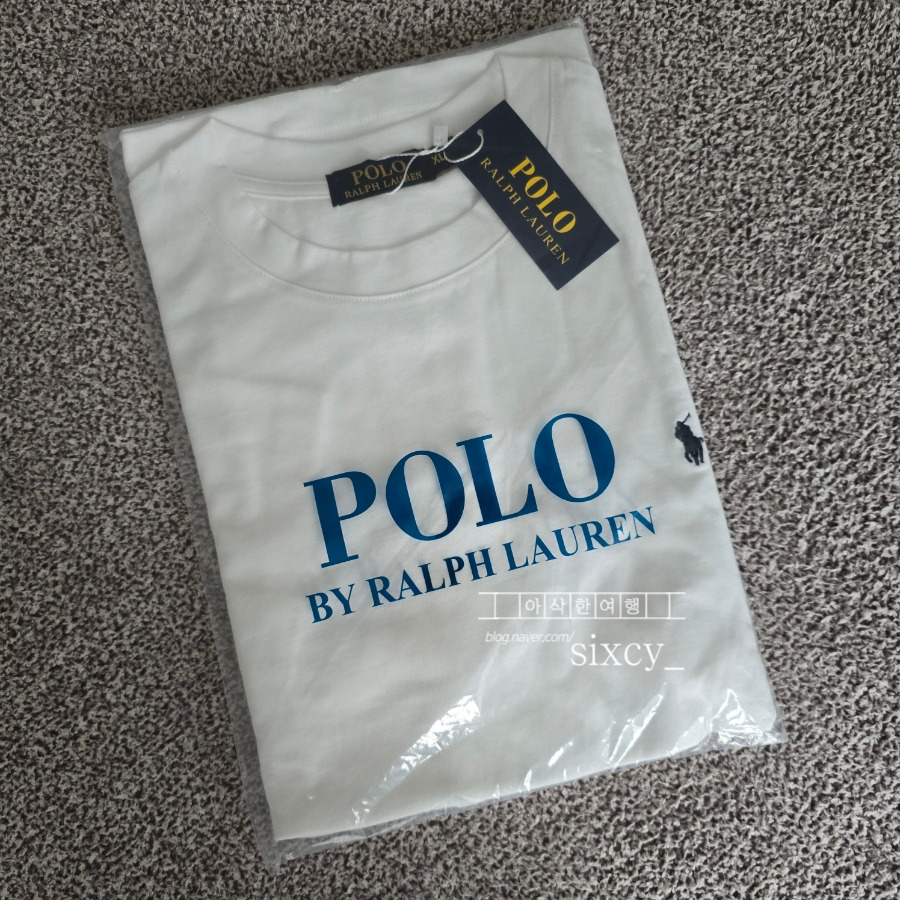 POLO
RALPH LAUREN
XL
POLO
RALPH LAUREN
POLO
BY RALPH LAUREN
아삭한여행
blog.naver.com/
sixcy_